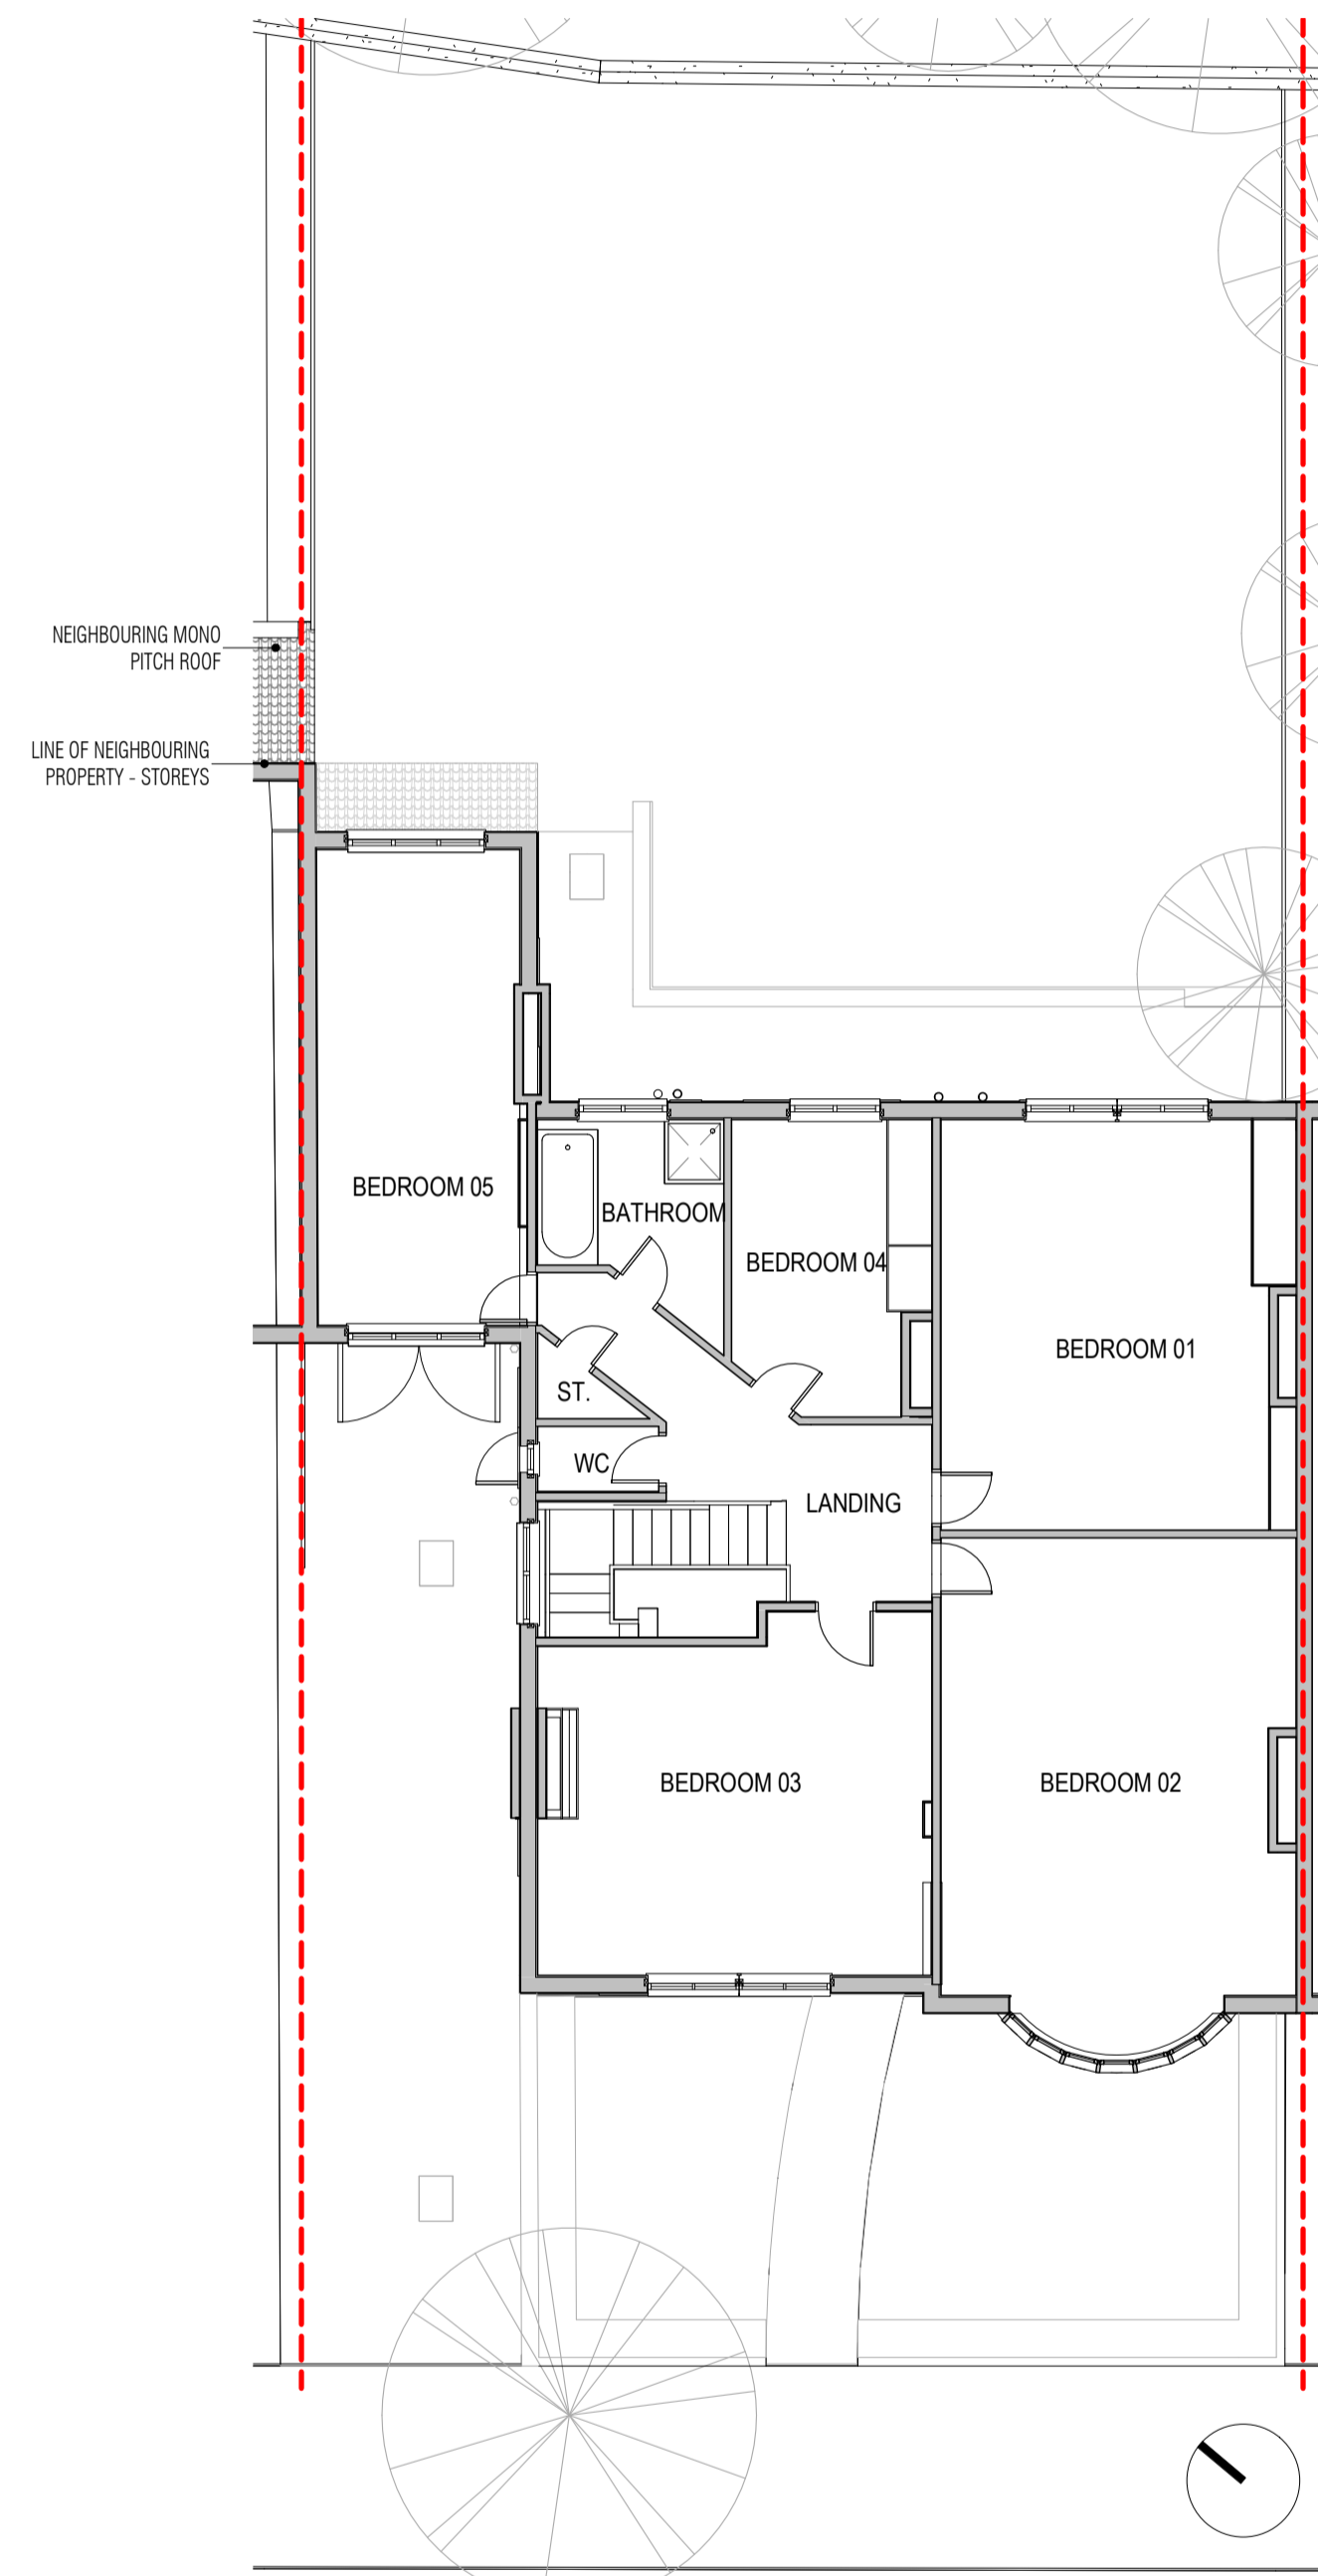 NEIGHBOURING MONO
PITCH ROOF
LINE OF NEIGHBOURING
PROPERTY - STOREYS
BEDROOM 05
BATHROOM
BEDROOM 04
BEDROOM 01
ST.
WC
LANDING
BEDROOM 03
BEDROOM 02